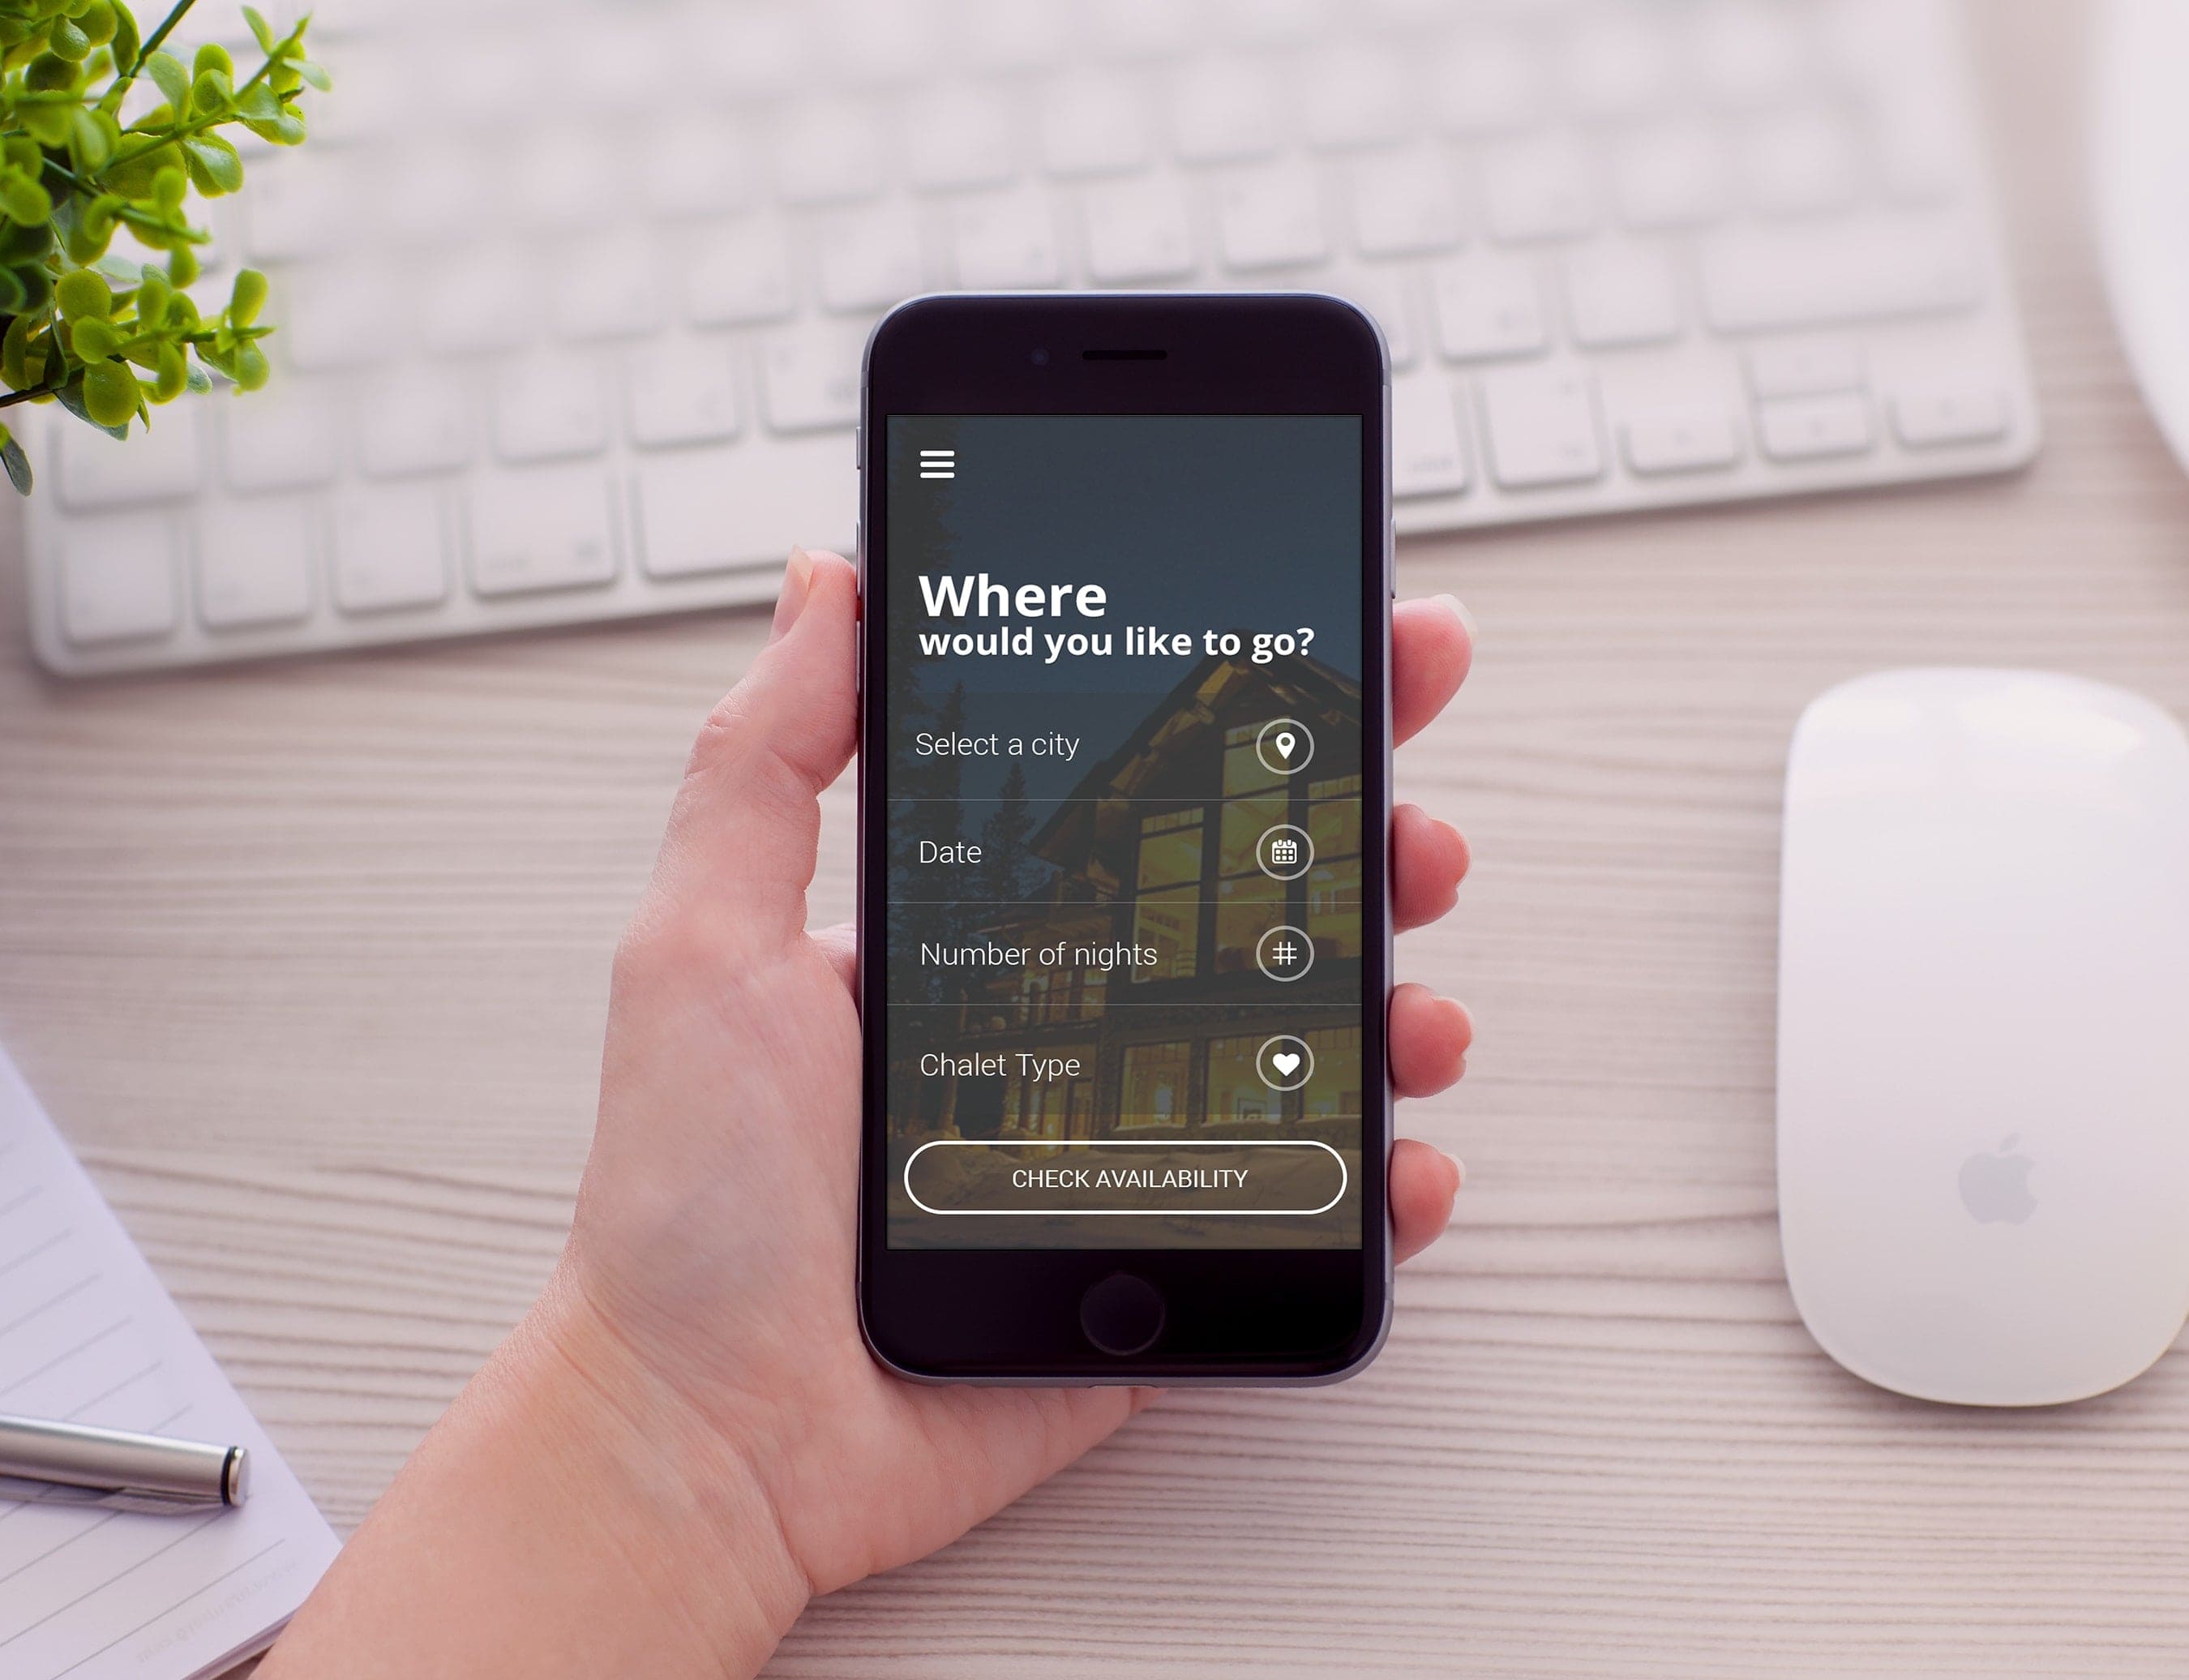 Where
would you like to go?
Select a city
Date
Number of nights
#
Chalet Type
CHECK AVAILABILITY